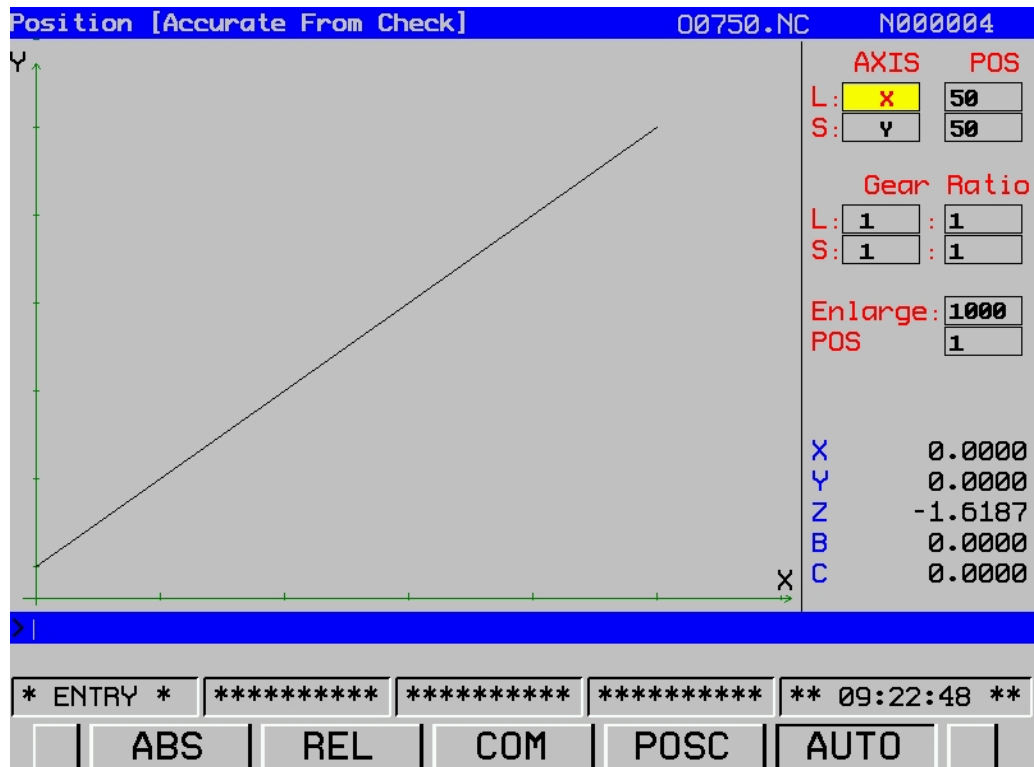 Position [Accurate From Check] O0750.NC N000004
Y AXIS POS
L: X 50
S: Y 50
Gear Ratio
L: 1 : 1
S: 1 : 1
Enlarge: 1000
POS 1
X 0.0000
Y 0.0000
Z -1.6187
B 0.0000
X C 0.0000
>
* ENTRY * ********** ********** ********** ** 09:22:48 **
ABS REL COM POSC AUTO